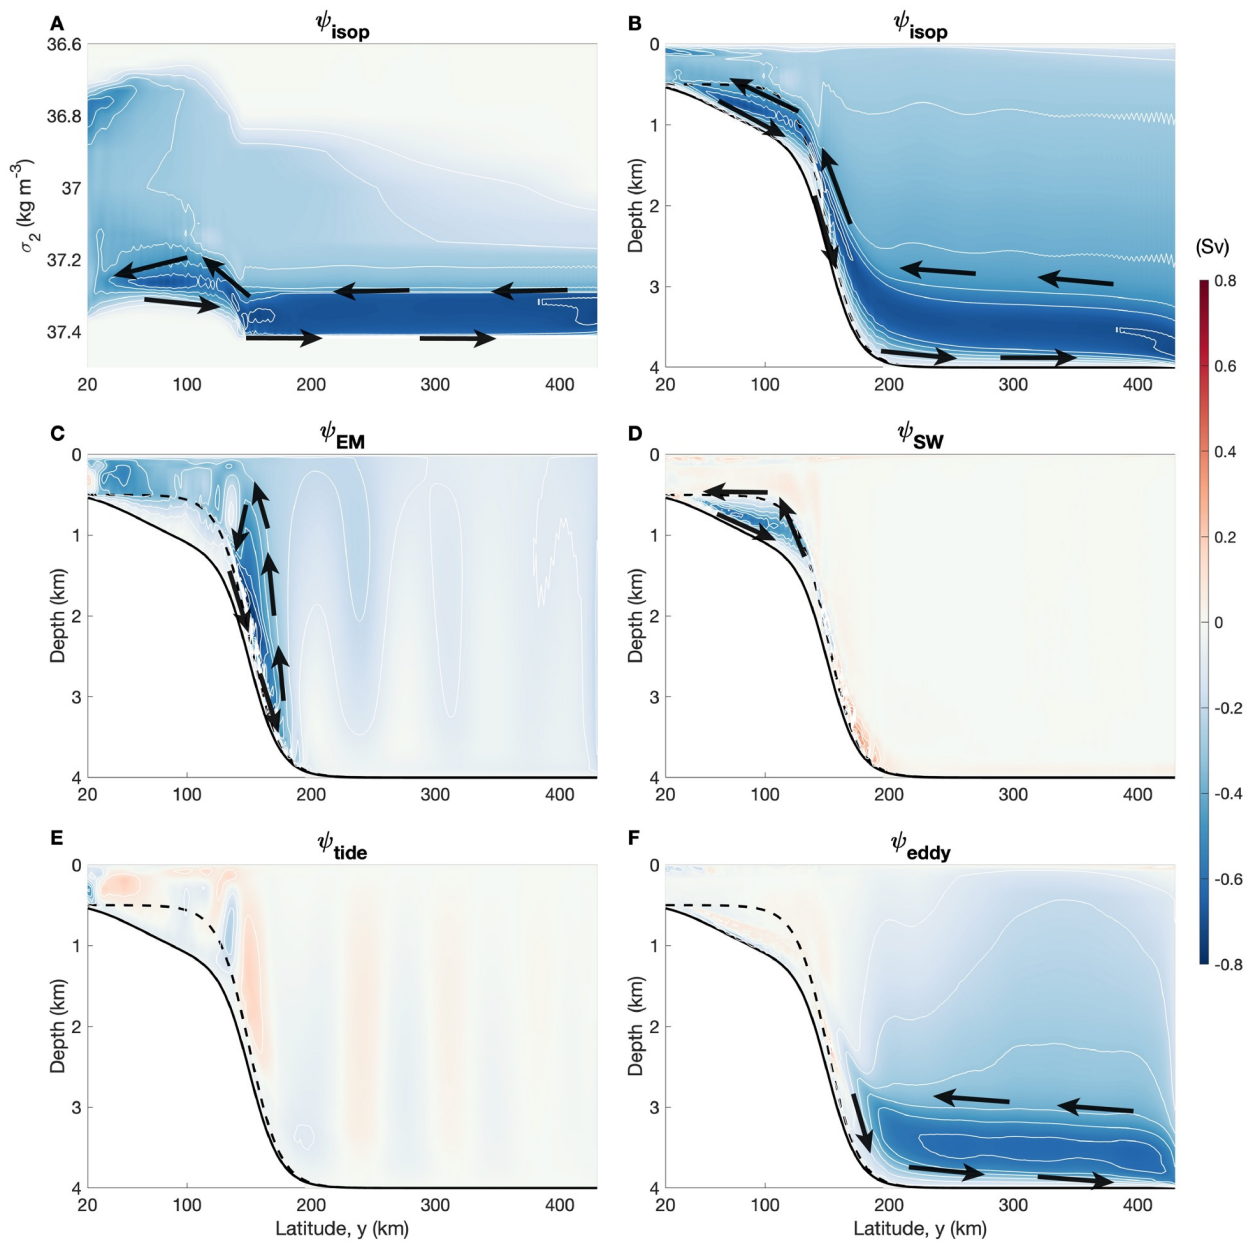 A
ψisop
36.6
36.8
37
37.2
37.4
σ2 (kg m-3)
20 100 200 300 400
B
ψisop
0
1
2
3
4
Depth (km)
20 100 200 300 400
C
ψEM
0
1
2
3
4
Depth (km)
20 100 200 300 400
D
ψSW
0
1
2
3
4
Depth (km)
20 100 200 300 400
E
ψtide
0
1
2
3
4
Depth (km)
20 100 200 300 400
Latitude, y (km)
F
ψeddy
0
1
2
3
4
Depth (km)
20 100 200 300 400
Latitude, y (km)
(Sv)
0.8
0.6
0.4
0.2
0
-0.2
-0.4
-0.6
-0.8